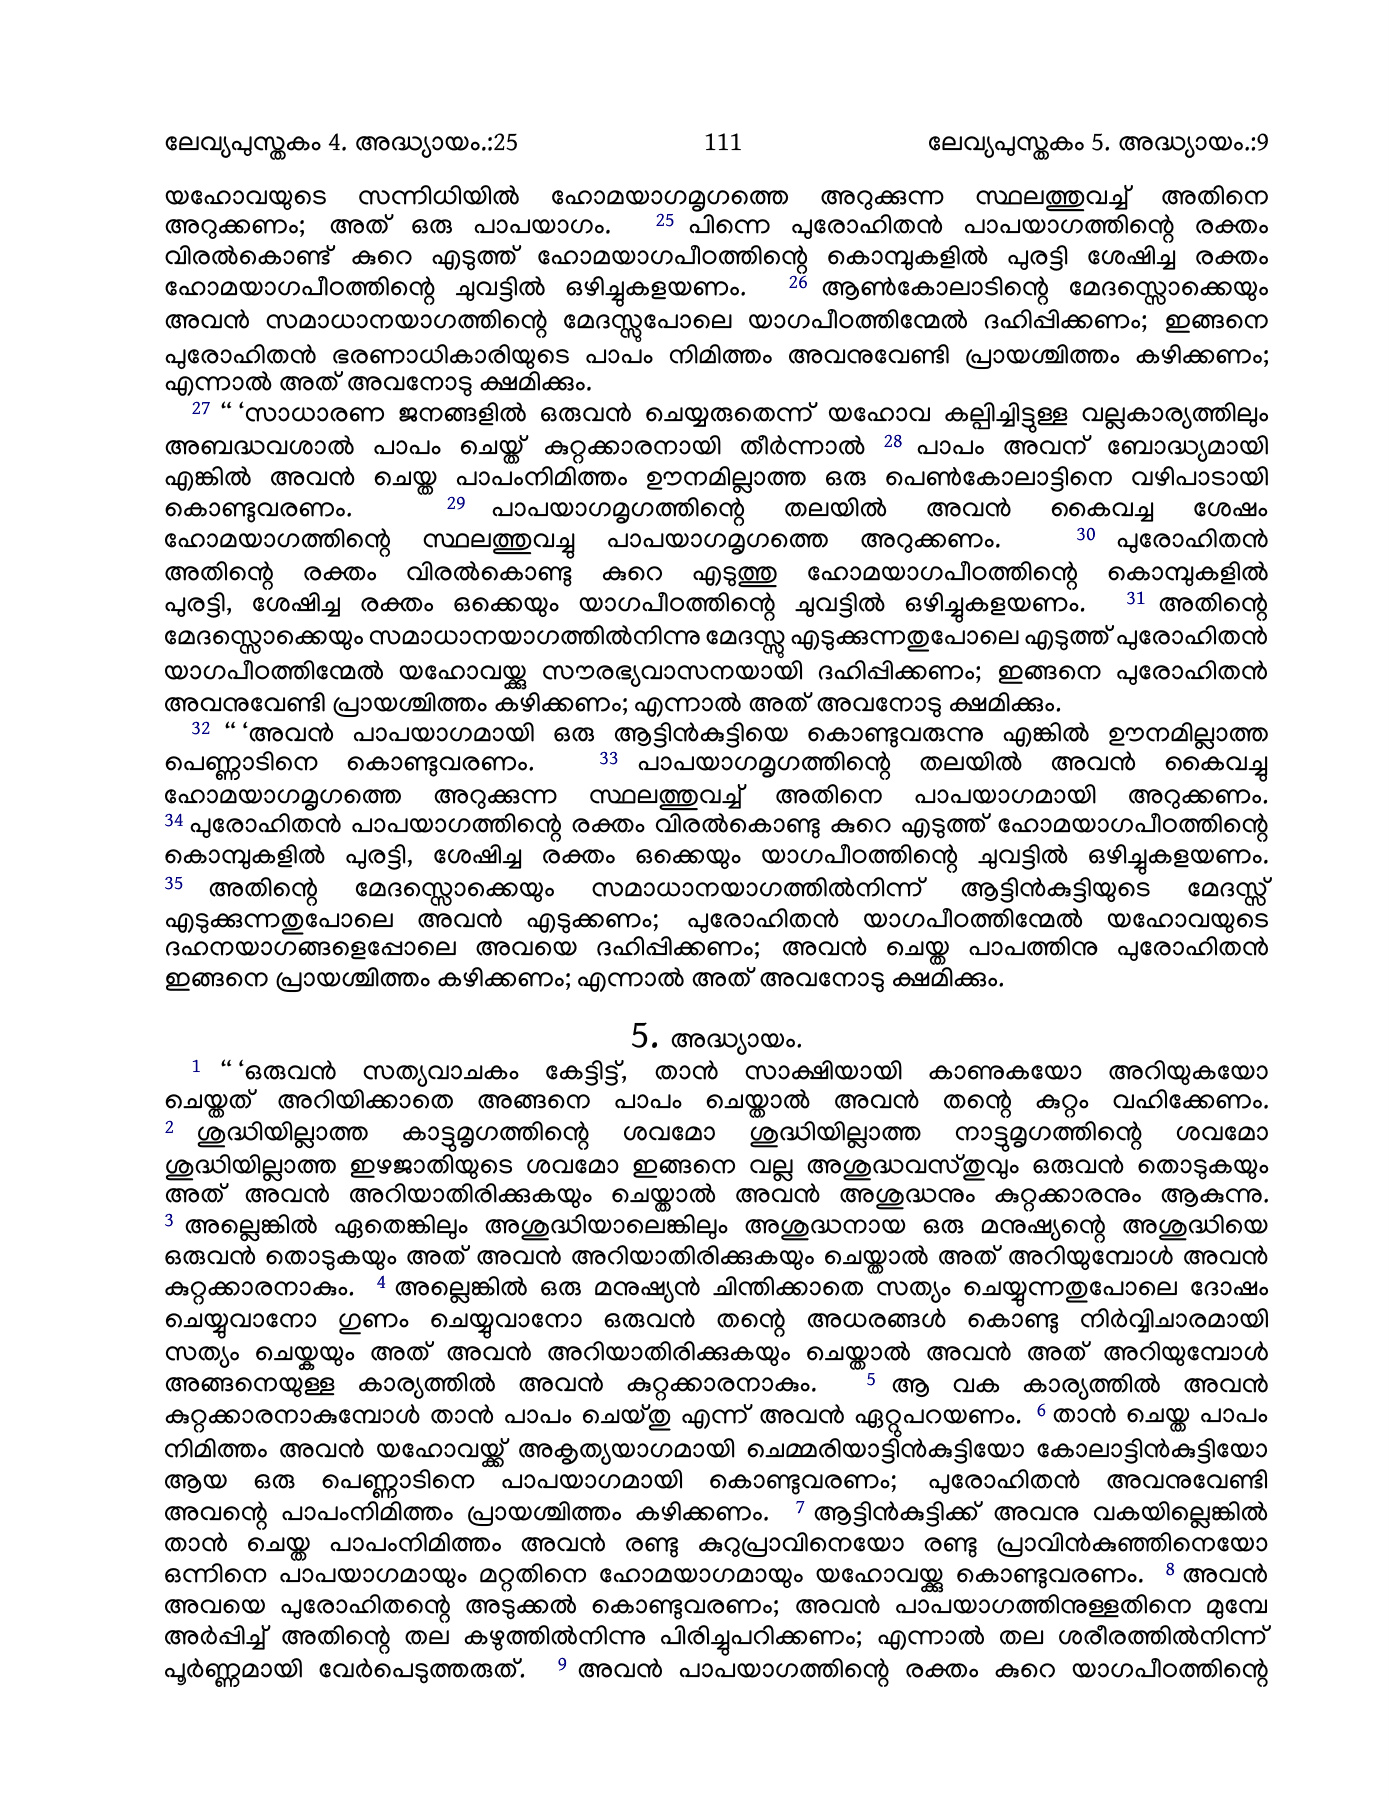 ലേവ്യപുസ്തകം 4. അദ്ധ്യായം.:25 111 ലേവ്യപുസ്തകം 5. അദ്ധ്യായം.:9
യഹോവയുടെ സന്നിധിയിൽ ഹോമയാഗമൃഗത്തെ അറുക്കുന്ന സ്ഥലത്തുവച്ച് അതിനെ
അറുക്കണം; അത് ഒരു പാപയാഗം. 25 പിന്നെ പുരോഹിതൻ പാപയാഗത്തിന്റെ രക്തം
വിരൽകൊണ്ട് കുറെ എടുത്ത് ഹോമയാഗപീഠത്തിന്റെ കൊമ്പുകളിൽ പുരട്ടി ശേഷിച്ച രക്തം
ഹോമയാഗപീഠത്തിന്റെ ചുവട്ടിൽ ഒഴിച്ചുകളയണം. 26 ആൺകോലാടിന്റെ മേദസ്സൊക്കെയും
അവൻ സമാധാനയാഗത്തിന്റെ മേദസ്സുപോലെ യാഗപീഠത്തിന്മേൽ ദഹിപ്പിക്കണം; ഇങ്ങനെ
പുരോഹിതൻ ഭരണാധികാരിയുടെ പാപം നിമിത്തം അവനുവേണ്ടി പ്രായശ്ചിത്തം കഴിക്കണം;
എന്നാൽ അത് അവനോടു ക്ഷമിക്കും.
27 “ ‘സാധാരണ ജനങ്ങളിൽ ഒരുവൻ ചെയ്യരുതെന്ന് യഹോവ കല്പിച്ചിട്ടുള്ള വല്ലകാര്യത്തിലും
അബദ്ധവശാൽ പാപം ചെയ്ത് കുറ്റക്കാരനായി തീർന്നാൽ 28 പാപം അവന് ബോദ്ധ്യമായി
എങ്കിൽ അവൻ ചെയ്ത പാപംനിമിത്തം ഊനമില്ലാത്ത ഒരു പെൺകോലാട്ടിനെ വഴിപാടായി
കൊണ്ടുവരണം. 29 പാപയാഗമൃഗത്തിന്റെ തലയിൽ അവൻ കൈവച്ച ശേഷം
ഹോമയാഗത്തിന്റെ സ്ഥലത്തുവച്ചു പാപയാഗമൃഗത്തെ അറുക്കണം. 30 പുരോഹിതൻ
അതിന്റെ രക്തം വിരൽകൊണ്ടു കുറെ എടുത്തു ഹോമയാഗപീഠത്തിന്റെ കൊമ്പുകളിൽ
പുരട്ടി, ശേഷിച്ച രക്തം ഒക്കെയും യാഗപീഠത്തിന്റെ ചുവട്ടിൽ ഒഴിച്ചുകളയണം. 31 അതിന്റെ
മേദസ്സൊക്കെയും സമാധാനയാഗത്തിൽനിന്നു മേദസ്സു എടുക്കുന്നതുപോലെ എടുത്ത് പുരോഹിതൻ
യാഗപീഠത്തിന്മേൽ യഹോവയ്ക്കു സൗരഭ്യവാസനയായി ദഹിപ്പിക്കണം; ഇങ്ങനെ പുരോഹിതൻ
അവനുവേണ്ടി പ്രായശ്ചിത്തം കഴിക്കണം; എന്നാൽ അത് അവനോടു ക്ഷമിക്കും.
32 “ ‘അവൻ പാപയാഗമായി ഒരു ആട്ടിൻകുട്ടിയെ കൊണ്ടുവരുന്നു എങ്കിൽ ഊനമില്ലാത്ത
പെണ്ണാടിനെ കൊണ്ടുവരണം. 33 പാപയാഗമൃഗത്തിന്റെ തലയിൽ അവൻ കൈവച്ചു
ഹോമയാഗമൃഗത്തെ അറുക്കുന്ന സ്ഥലത്തുവച്ച് അതിനെ പാപയാഗമായി അറുക്കണം.
34 പുരോഹിതൻ പാപയാഗത്തിന്റെ രക്തം വിരൽകൊണ്ടു കുറെ എടുത്ത് ഹോമയാഗപീഠത്തിന്റെ
കൊമ്പുകളിൽ പുരട്ടി, ശേഷിച്ച രക്തം ഒക്കെയും യാഗപീഠത്തിന്റെ ചുവട്ടിൽ ഒഴിച്ചുകളയണം.
35 അതിന്റെ മേദസ്സൊക്കെയും സമാധാനയാഗത്തിൽനിന്ന് ആട്ടിൻകുട്ടിയുടെ മേദസ്സ്
എടുക്കുന്നതുപോലെ അവൻ എടുക്കണം; പുരോഹിതൻ യാഗപീഠത്തിന്മേൽ യഹോവയുടെ
ദഹനയാഗങ്ങളെപ്പോലെ അവയെ ദഹിപ്പിക്കണം; അവൻ ചെയ്ത പാപത്തിനു പുരോഹിതൻ
ഇങ്ങനെ പ്രായശ്ചിത്തം കഴിക്കണം; എന്നാൽ അത് അവനോടു ക്ഷമിക്കും.
5. അദ്ധ്യായം.
1 “ ‘ഒരുവൻ സത്യവാചകം കേട്ടിട്ട്, താൻ സാക്ഷിയായി കാണുകയോ അറിയുകയോ
ചെയ്തത് അറിയിക്കാതെ അങ്ങനെ പാപം ചെയ്താൽ അവൻ തന്റെ കുറ്റം വഹിക്കേണം.
2 ശുദ്ധിയില്ലാത്ത കാട്ടുമൃഗത്തിന്റെ ശവമോ ശുദ്ധിയില്ലാത്ത നാട്ടുമൃഗത്തിന്റെ ശവമോ
ശുദ്ധിയില്ലാത്ത ഇഴജാതിയുടെ ശവമോ ഇങ്ങനെ വല്ല അശുദ്ധവസ്തുവും ഒരുവൻ തൊടുകയും
അത് അവൻ അറിയാതിരിക്കുകയും ചെയ്താൽ അവൻ അശുദ്ധനും കുറ്റക്കാരനും ആകുന്നു.
3 അല്ലെങ്കിൽ ഏതെങ്കിലും അശുദ്ധിയാലെങ്കിലും അശുദ്ധനായ ഒരു മനുഷ്യന്റെ അശുദ്ധിയെ
ഒരുവൻ തൊടുകയും അത് അവൻ അറിയാതിരിക്കുകയും ചെയ്താൽ അത് അറിയുമ്പോൾ അവൻ
കുറ്റക്കാരനാകും. 4 അല്ലെങ്കിൽ ഒരു മനുഷ്യൻ ചിന്തിക്കാതെ സത്യം ചെയ്യുന്നതുപോലെ ദോഷം
ചെയ്യുവാനോ ഗുണം ചെയ്യുവാനോ ഒരുവൻ തന്റെ അധരങ്ങൾ കൊണ്ടു നിർവ്വിചാരമായി
സത്യം ചെയ്കയും അത് അവൻ അറിയാതിരിക്കുകയും ചെയ്താൽ അവൻ അത് അറിയുമ്പോൾ
അങ്ങനെയുള്ള കാര്യത്തിൽ അവൻ കുറ്റക്കാരനാകും. 5 ആ വക കാര്യത്തിൽ അവൻ
കുറ്റക്കാരനാകുമ്പോൾ താൻ പാപം ചെയ്തു എന്ന് അവൻ ഏറ്റുപറയണം. 6 താൻ ചെയ്ത പാപം
നിമിത്തം അവൻ യഹോവയ്ക്ക് അകൃത്യയാഗമായി ചെമ്മരിയാട്ടിൻകുട്ടിയോ കോലാട്ടിൻകുട്ടിയോ
ആയ ഒരു പെണ്ണാടിനെ പാപയാഗമായി കൊണ്ടുവരണം; പുരോഹിതൻ അവനുവേണ്ടി
അവന്റെ പാപംനിമിത്തം പ്രായശ്ചിത്തം കഴിക്കണം. 7 ആട്ടിൻകുട്ടിക്ക് അവനു വകയില്ലെങ്കിൽ
താൻ ചെയ്ത പാപംനിമിത്തം അവൻ രണ്ടു കുറുപ്രാവിനെയോ രണ്ടു പ്രാവിൻകുഞ്ഞിനെയോ
ഒന്നിനെ പാപയാഗമായും മറ്റതിനെ ഹോമയാഗമായും യഹോവയ്ക്കു കൊണ്ടുവരണം. 8 അവൻ
അവയെ പുരോഹിതന്റെ അടുക്കൽ കൊണ്ടുവരണം; അവൻ പാപയാഗത്തിനുള്ളതിനെ മുമ്പേ
അർപ്പിച്ച് അതിന്റെ തല കഴുത്തിൽനിന്നു പിരിച്ചുപറിക്കണം; എന്നാൽ തല ശരീരത്തിൽനിന്ന്
പൂർണ്ണമായി വേർപെടുത്തരുത്. 9 അവൻ പാപയാഗത്തിന്റെ രക്തം കുറെ യാഗപീഠത്തിന്റെ